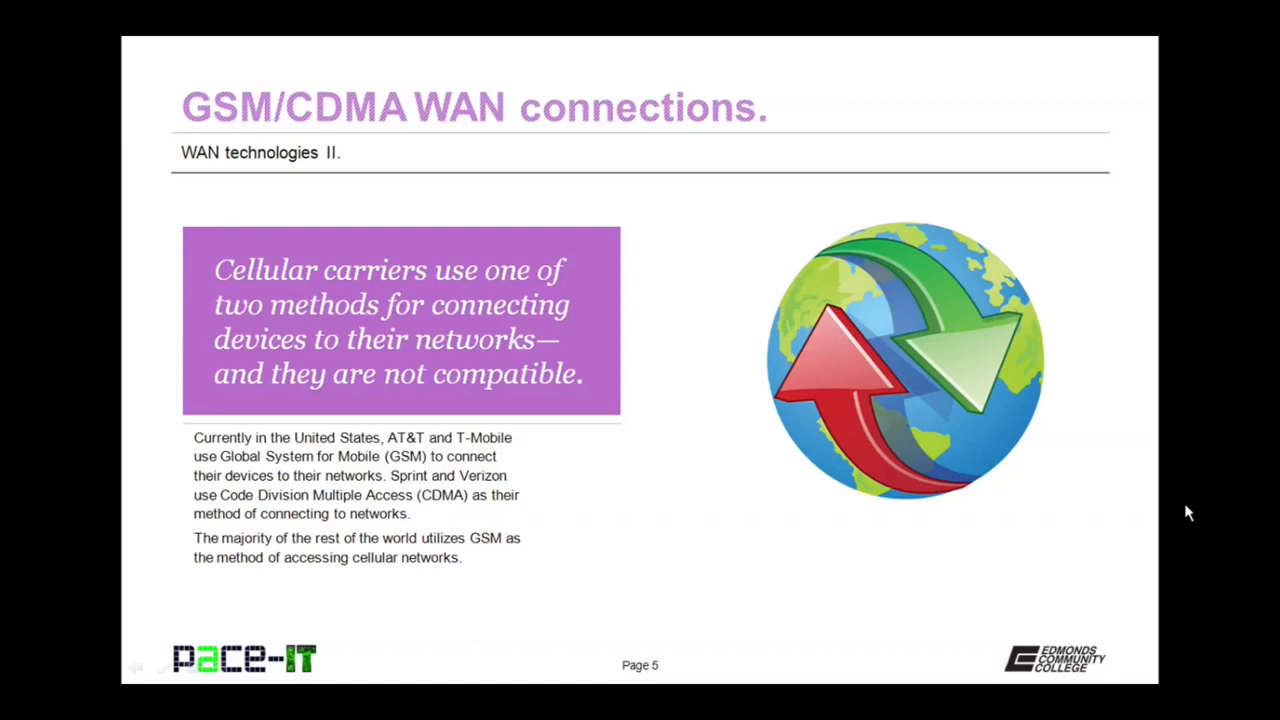 GSM/CDMA WAN connections.
WAN technologies II.
Cellular carriers use one of
two methods for connecting
devices to their networks—
and they are not compatible.
Currently in the United States, AT&T and T-Mobile
use Global System for Mobile (GSM) to connect
their devices to their networks. Sprint and Verizon
use Code Division Multiple Access (CDMA) as their
method of connecting to networks.
The majority of the rest of the world utilizes GSM as
the method of accessing cellular networks.
pace-IT
Page 5
EDMONDS
COMMUNITY
COLLEGE